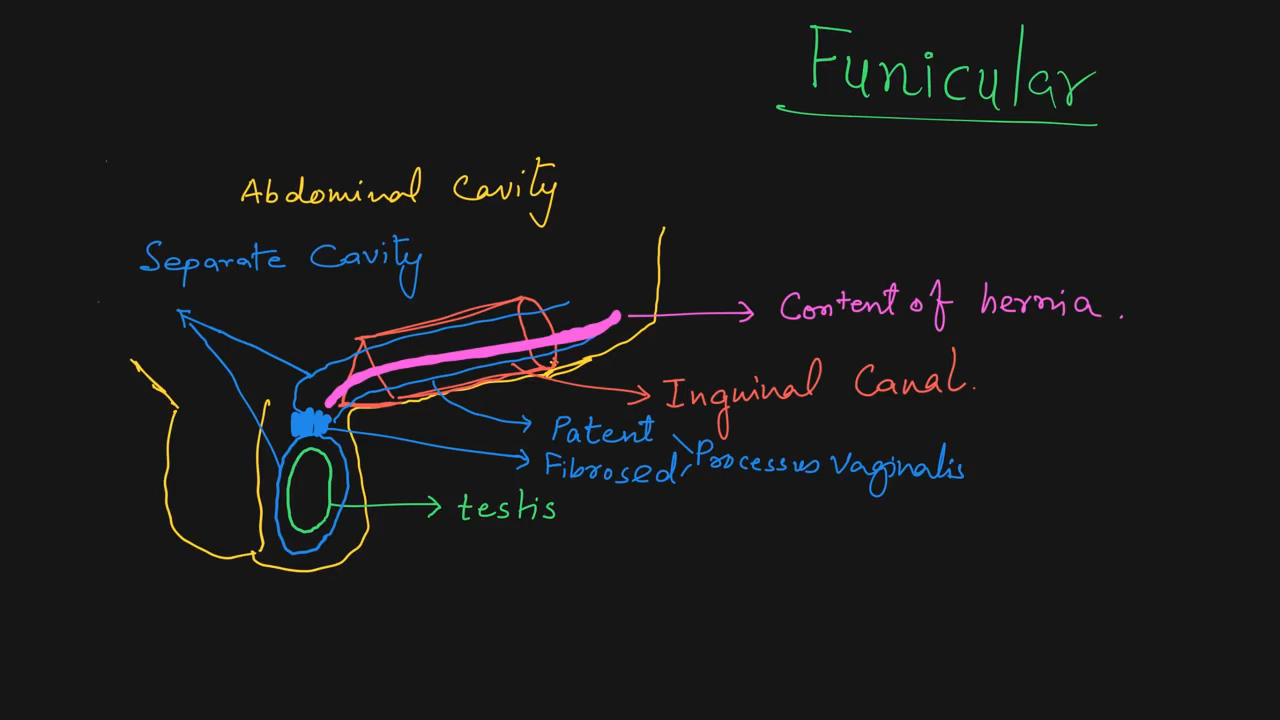 Funicular
Abdominal Cavity
Separate Cavity
Content of hernia.
Inguinal Canal.
Patent
Fibrosed
Processus Vaginalis
testis